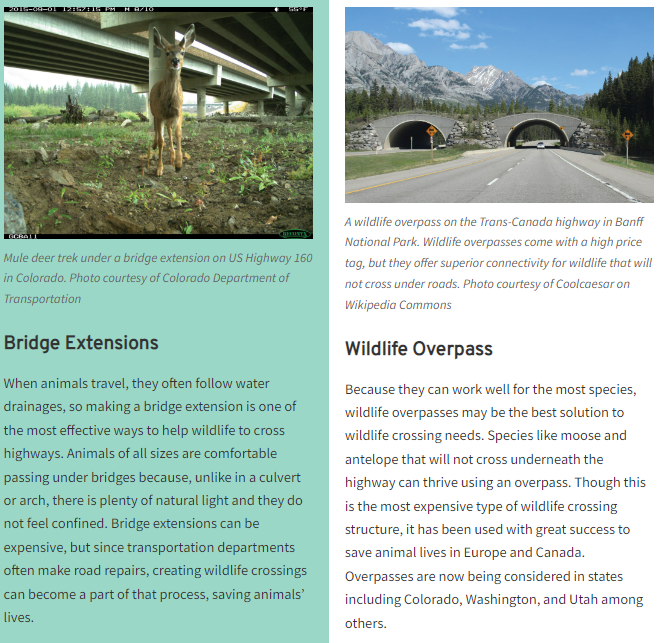 2015-09-01 12:57:15 PM M 8/10 55°F
GCBA11
Mule deer trek under a bridge extension on US Highway 160
in Colorado. Photo courtesy of Colorado Department of
Transportation
Bridge Extensions
When animals travel, they often follow water
drainages, so making a bridge extension is one of
the most effective ways to help wildlife to cross
highways. Animals of all sizes are comfortable
passing under bridges because, unlike in a culvert
or arch, there is plenty of natural light and they do
not feel confined. Bridge extensions can be
expensive, but since transportation departments
often make road repairs, creating wildlife crossings
can become a part of that process, saving animals’
lives.
A wildlife overpass on the Trans-Canada highway in Banff
National Park. Wildlife overpasses come with a high price
tag, but they offer superior connectivity for wildlife that will
not cross under roads. Photo courtesy of Coolcaesar on
Wikipedia Commons
Wildlife Overpass
Because they can work well for the most species,
wildlife overpasses may be the best solution to
wildlife crossing needs. Species like moose and
antelope that will not cross underneath the
highway can thrive using an overpass. Though this
is the most expensive type of wildlife crossing
structure, it has been used with great success to
save animal lives in Europe and Canada.
Overpasses are now being considered in states
including Colorado, Washington, and Utah among
others.